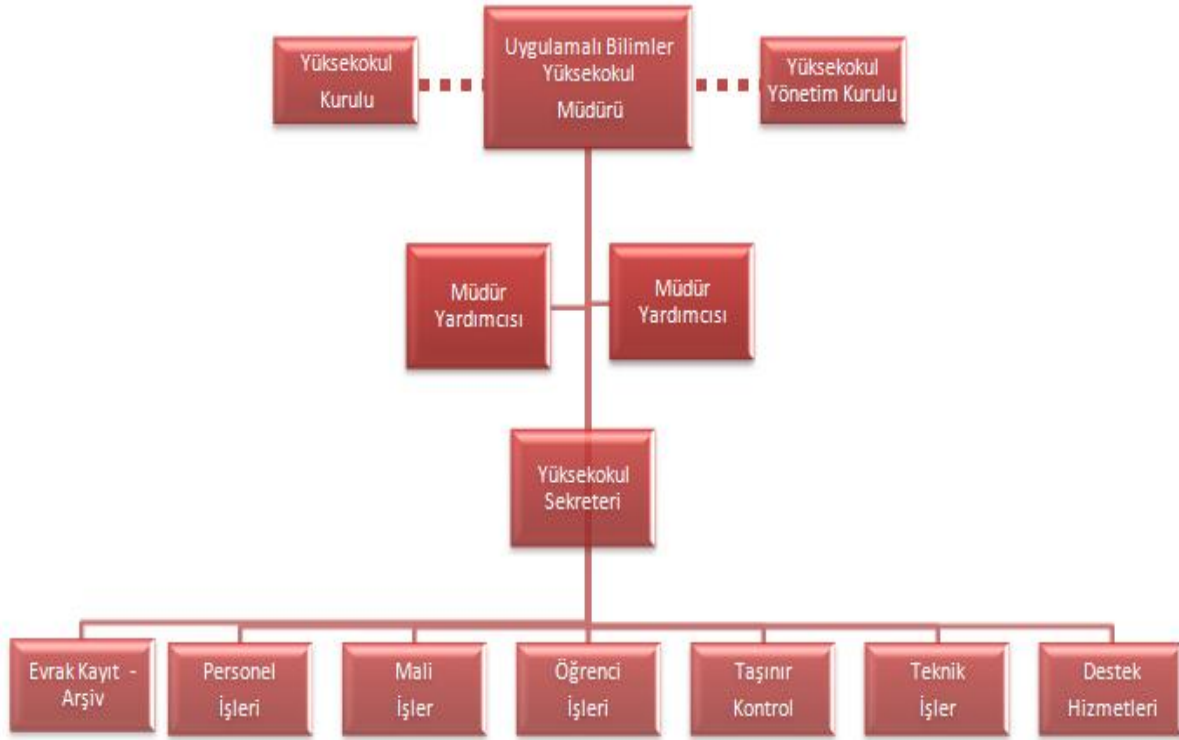 Yüksekokul
Kurulu
Uygulamalı Bilimler
Yüksekokul
Müdürü
Yüksekokul
Yönetim Kurulu
Müdür
Yardımcısı
Müdür
Yardımcısı
Yüksekokul
Sekreteri
Evrak Kayıt -
Arşiv
Personel
İşleri
Mali
İşler
Öğrenci
İşleri
Taşınır
Kontrol
Teknik
İşler
Destek
Hizmetleri